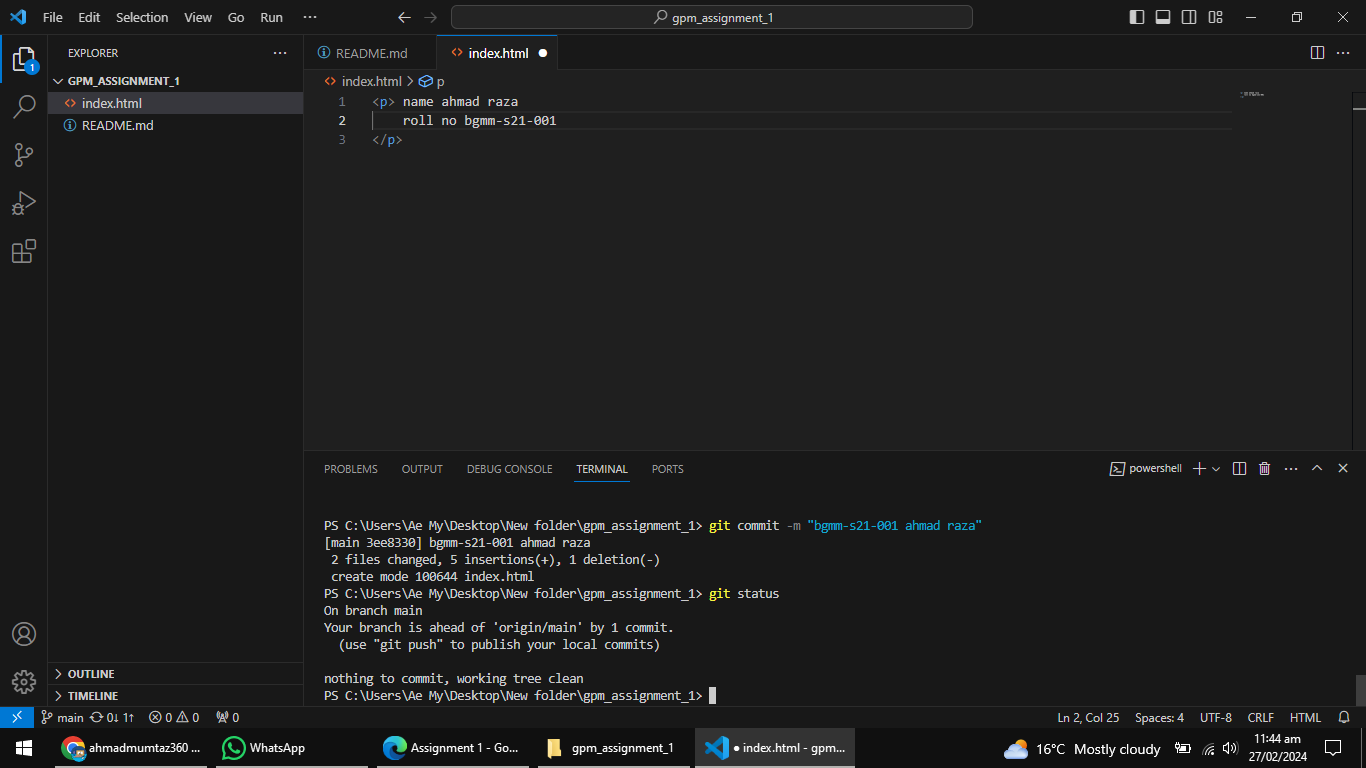 File Edit Selection View Go Run ···
gpm_assignment_1
EXPLORER ···
GPM_ASSIGNMENT_1
index.html
README.md
OUTLINE
TIMELINE
1
README.md
index.html
index.html > p
1 <p> name ahmad raza
2 roll no bgmm-s21-001
3 </p>
PROBLEMS OUTPUT DEBUG CONSOLE TERMINAL PORTS
powershell
PS C:\Users\Ae My\Desktop\New folder\gpm_assignment_1> git commit -m "bgmm-s21-001 ahmad raza"
[main 3ee8330] bgmm-s21-001 ahmad raza
 2 files changed, 5 insertions(+), 1 deletion(-)
 create mode 100644 index.html
PS C:\Users\Ae My\Desktop\New folder\gpm_assignment_1> git status
On branch main
Your branch is ahead of 'origin/main' by 1 commit.
  (use "git push" to publish your local commits)
nothing to commit, working tree clean
PS C:\Users\Ae My\Desktop\New folder\gpm_assignment_1>
main 0↓ 1↑ 0 0 0
Ln 2, Col 25 Spaces: 4 UTF-8 CRLF HTML
ahmadmumtaz360 ...
WhatsApp
Assignment 1 - Go...
gpm_assignment_1
● index.html - gpm...
16°C Mostly cloudy
11:44 am
27/02/2024